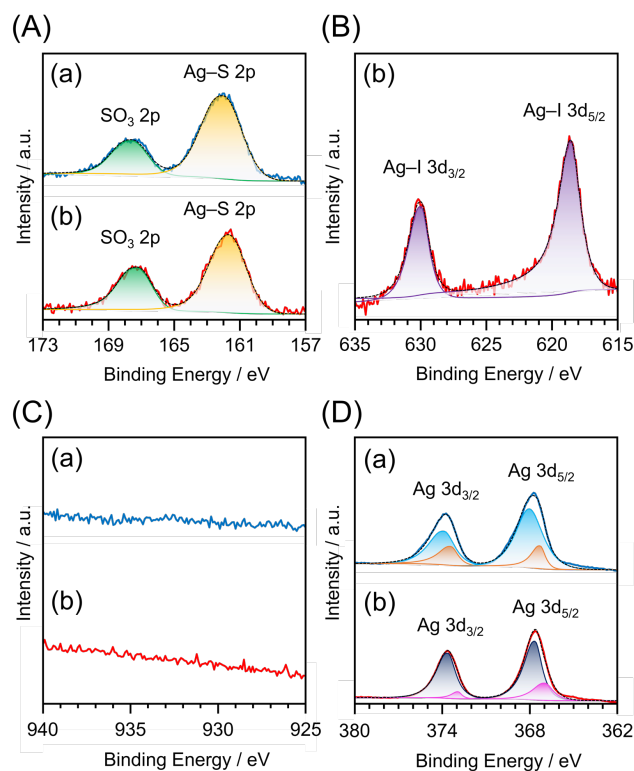 (A)
(a)
Ag–S 2p
SO₃ 2p
(b)
Ag–S 2p
SO₃ 2p
Intensity / a.u.
173 169 165 161 157
Binding Energy / eV
(B)
(b)
Ag–I 3d₅/₂
Ag–I 3d₃/₂
Intensity / a.u.
635 630 625 620 615
Binding Energy / eV
(C)
(a)
(b)
Intensity / a.u.
940 935 930 925
Binding Energy / eV
(D)
(a)
Ag 3d₃/₂
Ag 3d₅/₂
(b)
Ag 3d₃/₂
Ag 3d₅/₂
Intensity / a.u.
380 374 368 362
Binding Energy / eV